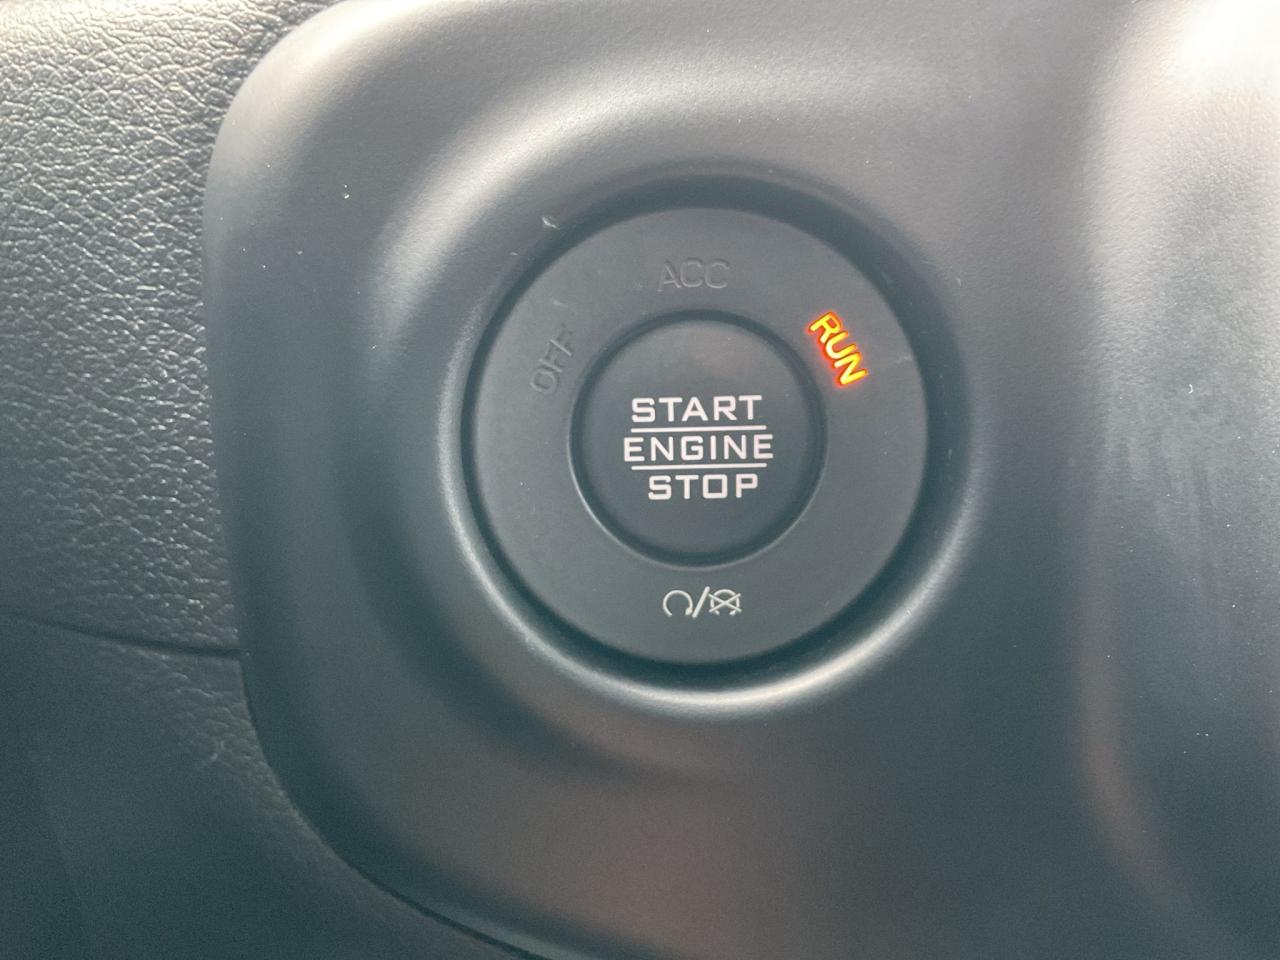 ACC
OFF
RUN
START
ENGINE
STOP